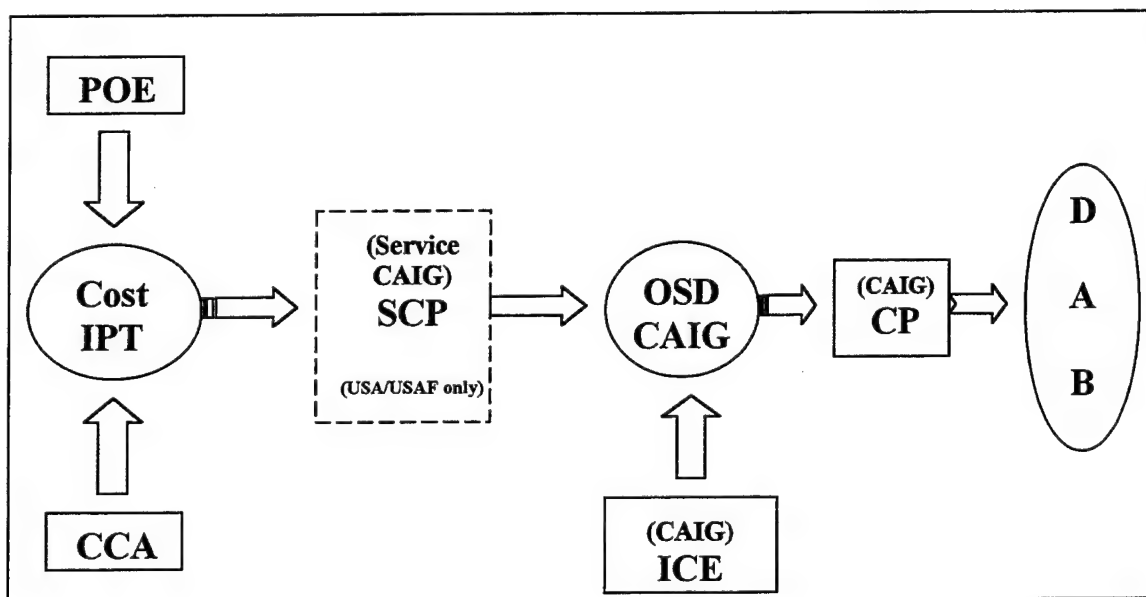 POE
Cost
IPT
CCA
(Service
CAIG)
SCP
(USA/USAF only)
OSD
CAIG
(CAIG)
ICE
(CAIG)
CP
D
A
B